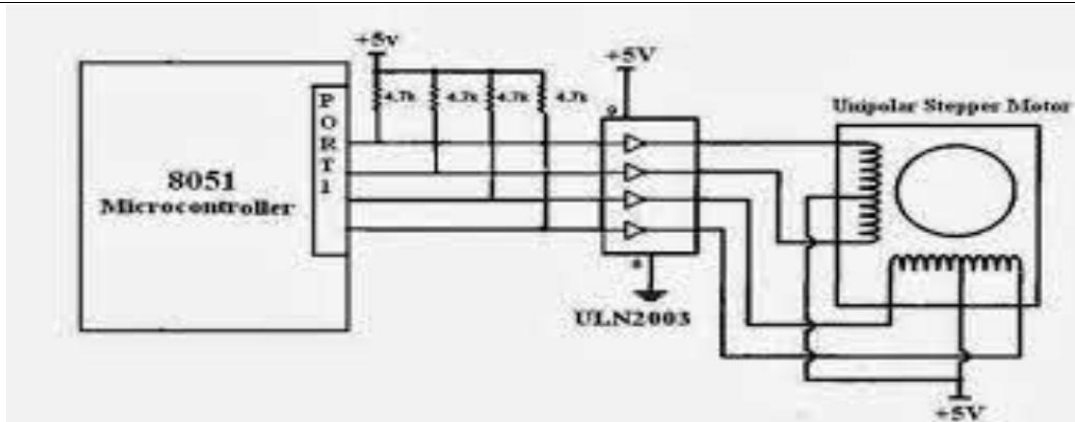 +5v
+5V
4.7k 4.7k 4.7k 4.7k
9
Unipolar Stepper Motor
PORT1
8051
Microcontroller
8
ULN2003
+5V